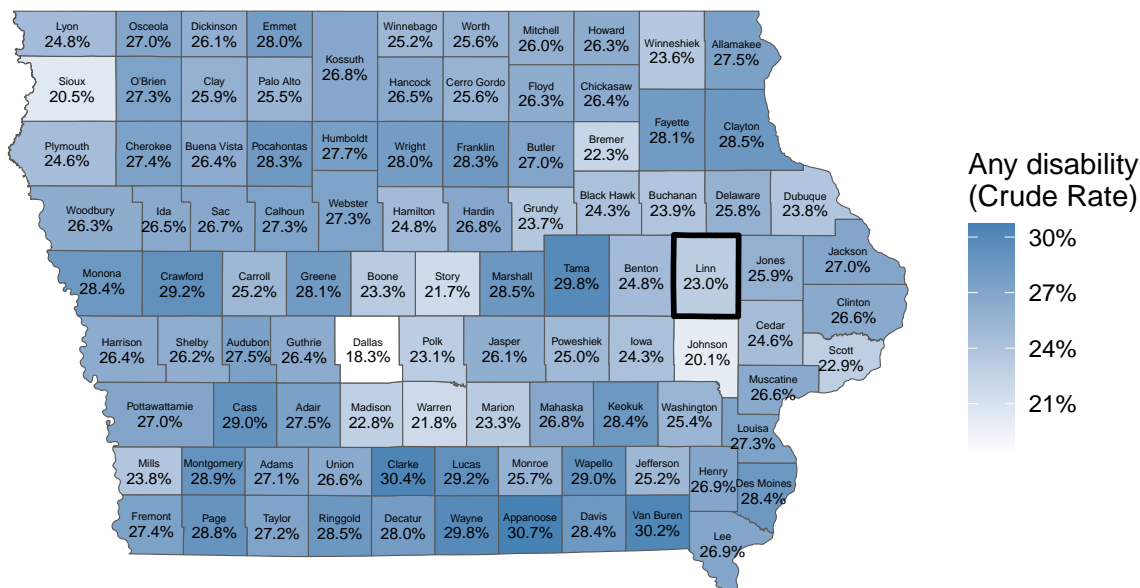 Lyon
24.8%
Osceola
27.0%
Dickinson
26.1%
Emmet
28.0%
Kossuth
26.8%
Winnebago
25.2%
Worth
25.6%
Mitchell
26.0%
Howard
26.3%
Winneshiek
23.6%
Allamakee
27.5%
Sioux
20.5%
O'Brien
27.3%
Clay
25.9%
Palo Alto
25.5%
Hancock
26.5%
Cerro Gordo
25.6%
Floyd
26.3%
Chickasaw
26.4%
Fayette
28.1%
Clayton
28.5%
Plymouth
24.6%
Cherokee
27.4%
Buena Vista
26.4%
Pocahontas
28.3%
Humboldt
27.7%
Wright
28.0%
Franklin
28.3%
Butler
27.0%
Bremer
22.3%
Woodbury
26.3%
Ida
26.5%
Sac
26.7%
Calhoun
27.3%
Webster
27.3%
Hamilton
24.8%
Hardin
26.8%
Grundy
23.7%
Black Hawk
24.3%
Buchanan
23.9%
Delaware
25.8%
Dubuque
23.8%
Monona
28.4%
Crawford
29.2%
Carroll
25.2%
Greene
28.1%
Boone
23.3%
Story
21.7%
Marshall
28.5%
Tama
29.8%
Benton
24.8%
Linn
23.0%
Jones
25.9%
Jackson
27.0%
Clinton
26.6%
Harrison
26.4%
Shelby
26.2%
Audubon
27.5%
Guthrie
26.4%
Dallas
18.3%
Polk
23.1%
Jasper
26.1%
Poweshiek
25.0%
Iowa
24.3%
Johnson
20.1%
Cedar
24.6%
Scott
22.9%
Muscatine
26.6%
Pottawattamie
27.0%
Cass
29.0%
Adair
27.5%
Madison
22.8%
Warren
21.8%
Marion
23.3%
Mahaska
26.8%
Keokuk
28.4%
Washington
25.4%
Louisa
27.3%
Mills
23.8%
Montgomery
28.9%
Adams
27.1%
Union
26.6%
Clarke
30.4%
Lucas
29.2%
Monroe
25.7%
Wapello
29.0%
Jefferson
25.2%
Henry
26.9%
Des Moines
28.4%
Fremont
27.4%
Page
28.8%
Taylor
27.2%
Ringgold
28.5%
Decatur
28.0%
Wayne
29.8%
Appanoose
30.7%
Davis
28.4%
Van Buren
30.2%
Lee
26.9%
Any disability
(Crude Rate)
30%
27%
24%
21%